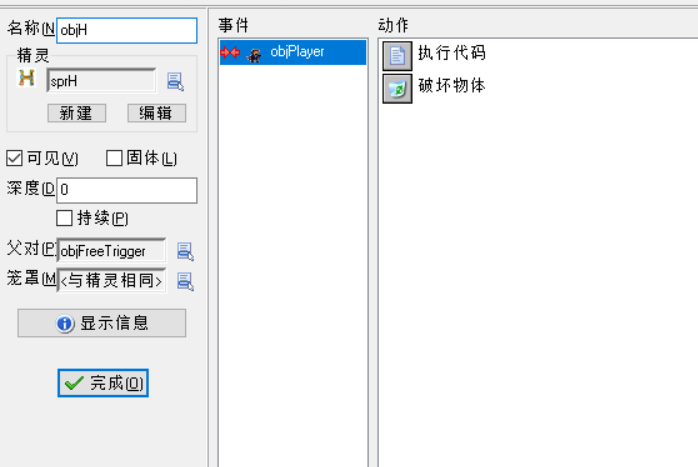 名称(N objH
精灵
H sprH
新建 编辑
可见(V) 固体(L)
深度(D 0
持续(P)
父对(P objFreeTrigger
笼罩(M <与精灵相同>
显示信息
完成(O)
事件
objPlayer
动作
执行代码
破坏物体